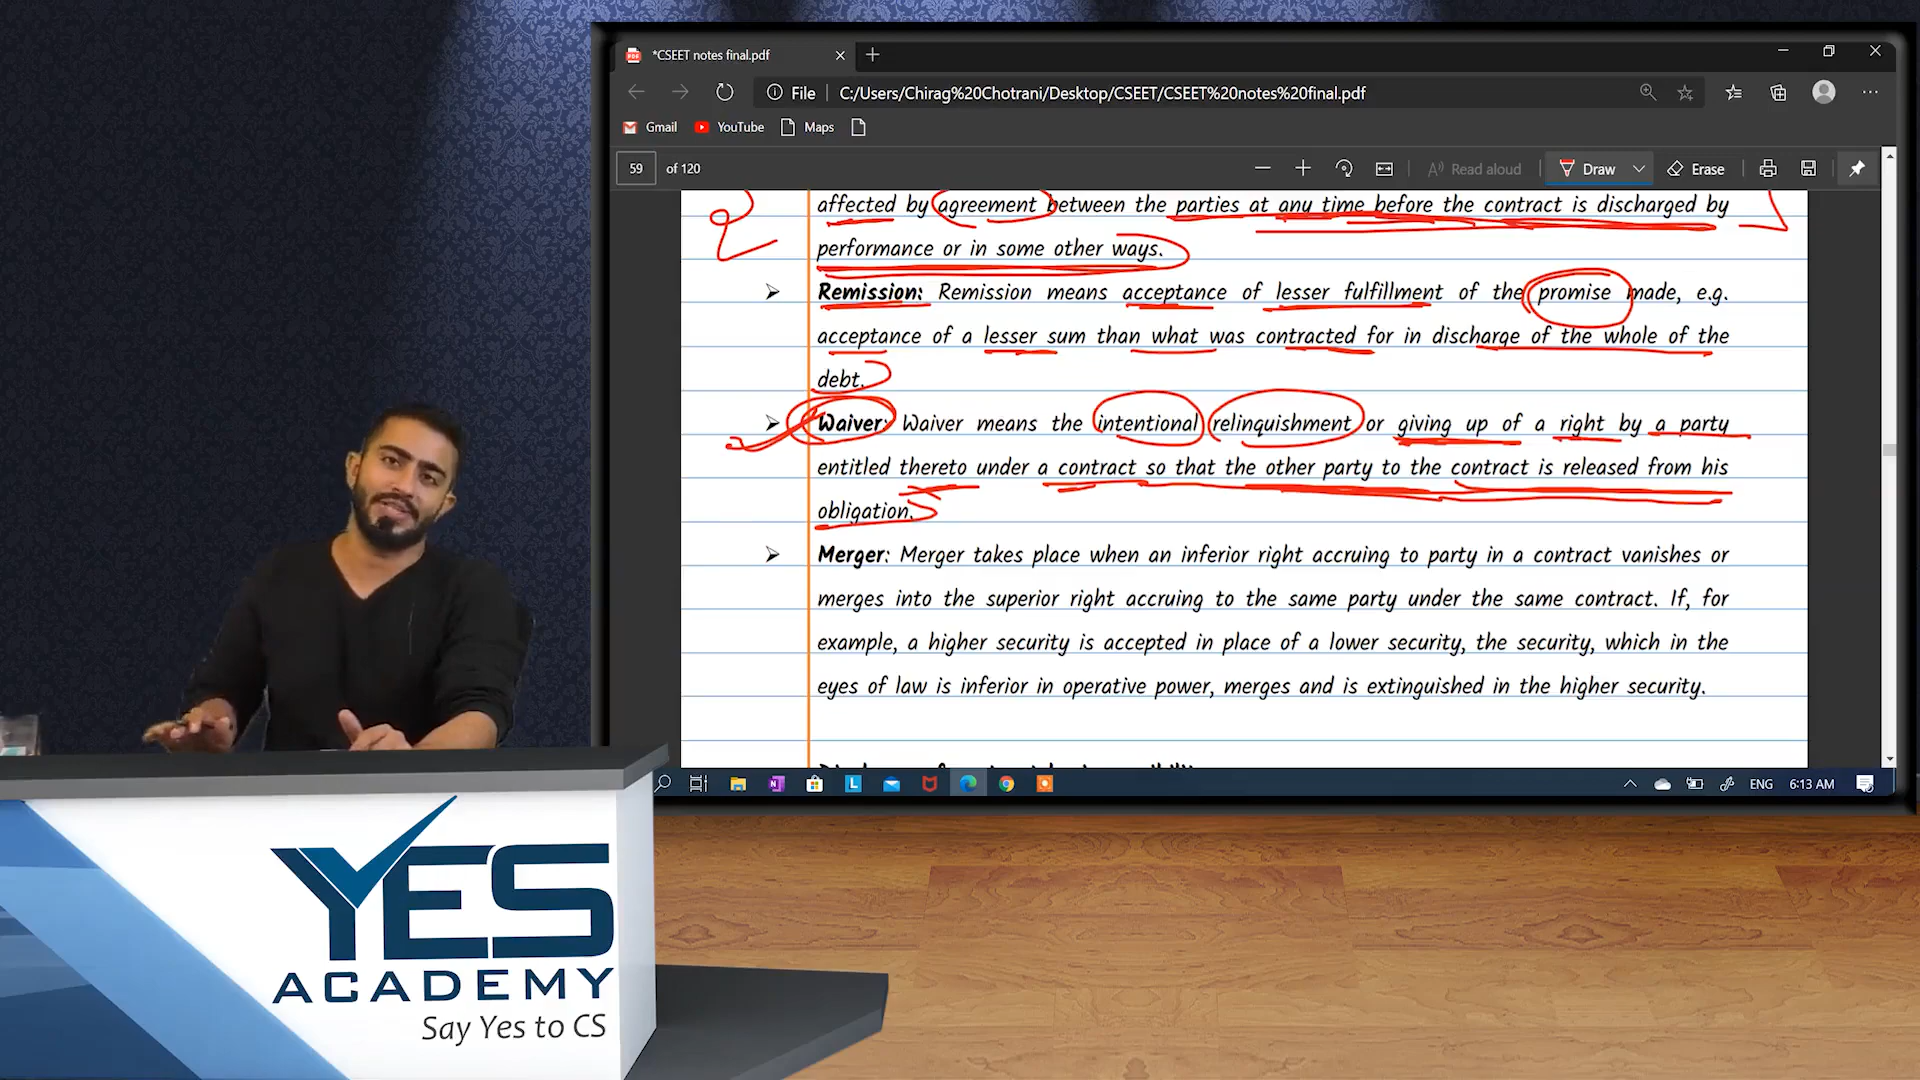 *CSEET notes final.pdf
File
C:/Users/Chirag%20Chotrani/Desktop/CSEET/CSEET%20notes%20final.pdf
Gmail
YouTube
Maps
59
of 120
Read aloud
Draw
Erase
affected by agreement between the parties at any time before the contract is discharged by
performance or in some other ways.
Remission: Remission means acceptance of lesser fulfillment of the promise made, e.g.
acceptance of a lesser sum than what was contracted for in discharge of the whole of the
debt.
Waiver: Waiver means the intentional relinquishment or giving up of a right by a party
entitled thereto under a contract so that the other party to the contract is released from his
obligation.
Merger: Merger takes place when an inferior right accruing to party in a contract vanishes or
merges into the superior right accruing to the same party under the same contract. If, for
example, a higher security is accepted in place of a lower security, the security, which in the
eyes of law is inferior in operative power, merges and is extinguished in the higher security.
ENG
6:13 AM
YES
ACADEMY
Say Yes to CS